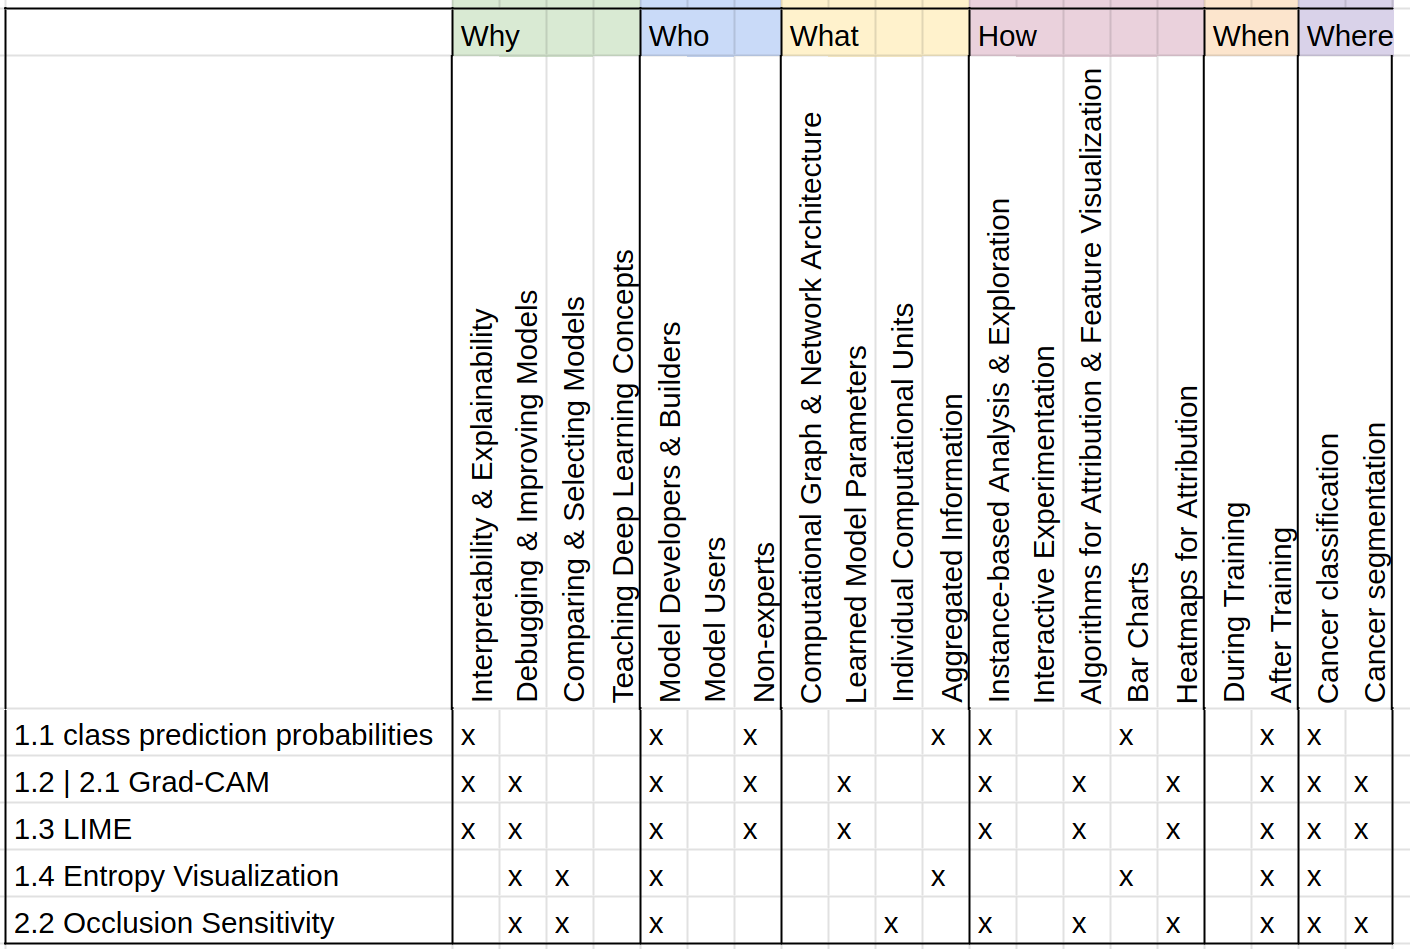 Why Who What How When Where
Interpretability & Explainability
Debugging & Improving Models
Comparing & Selecting Models
Teaching Deep Learning Concepts
Model Developers & Builders
Model Users
Non-experts
Computational Graph & Network Architecture
Learned Model Parameters
Individual Computational Units
Aggregated Information
Instance-based Analysis & Exploration
Interactive Experimentation
Algorithms for Attribution & Feature Visualization
Bar Charts
Heatmaps for Attribution
During Training
After Training
Cancer classification
Cancer segmentation
1.1 class prediction probabilities x x x x x x x x
1.2 | 2.1 Grad-CAM x x x x x x x x x x x
1.3 LIME x x x x x x x x x x x
1.4 Entropy Visualization x x x x x x x
2.2 Occlusion Sensitivity x x x x x x x x x x